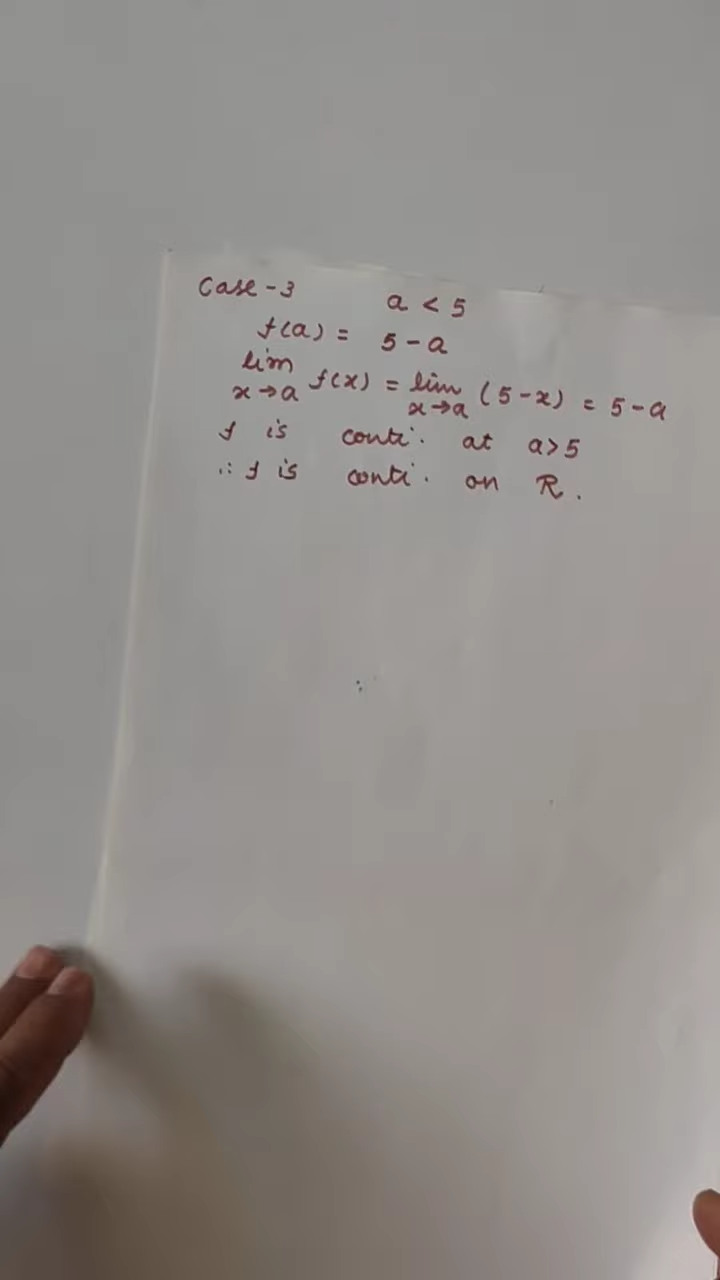 Case-3 a < 5
f(a) = 5-a
lim x→a f(x) = lim x→a (5-x) = 5-a
f is conti. at a>5
∴ f is conti. on R.